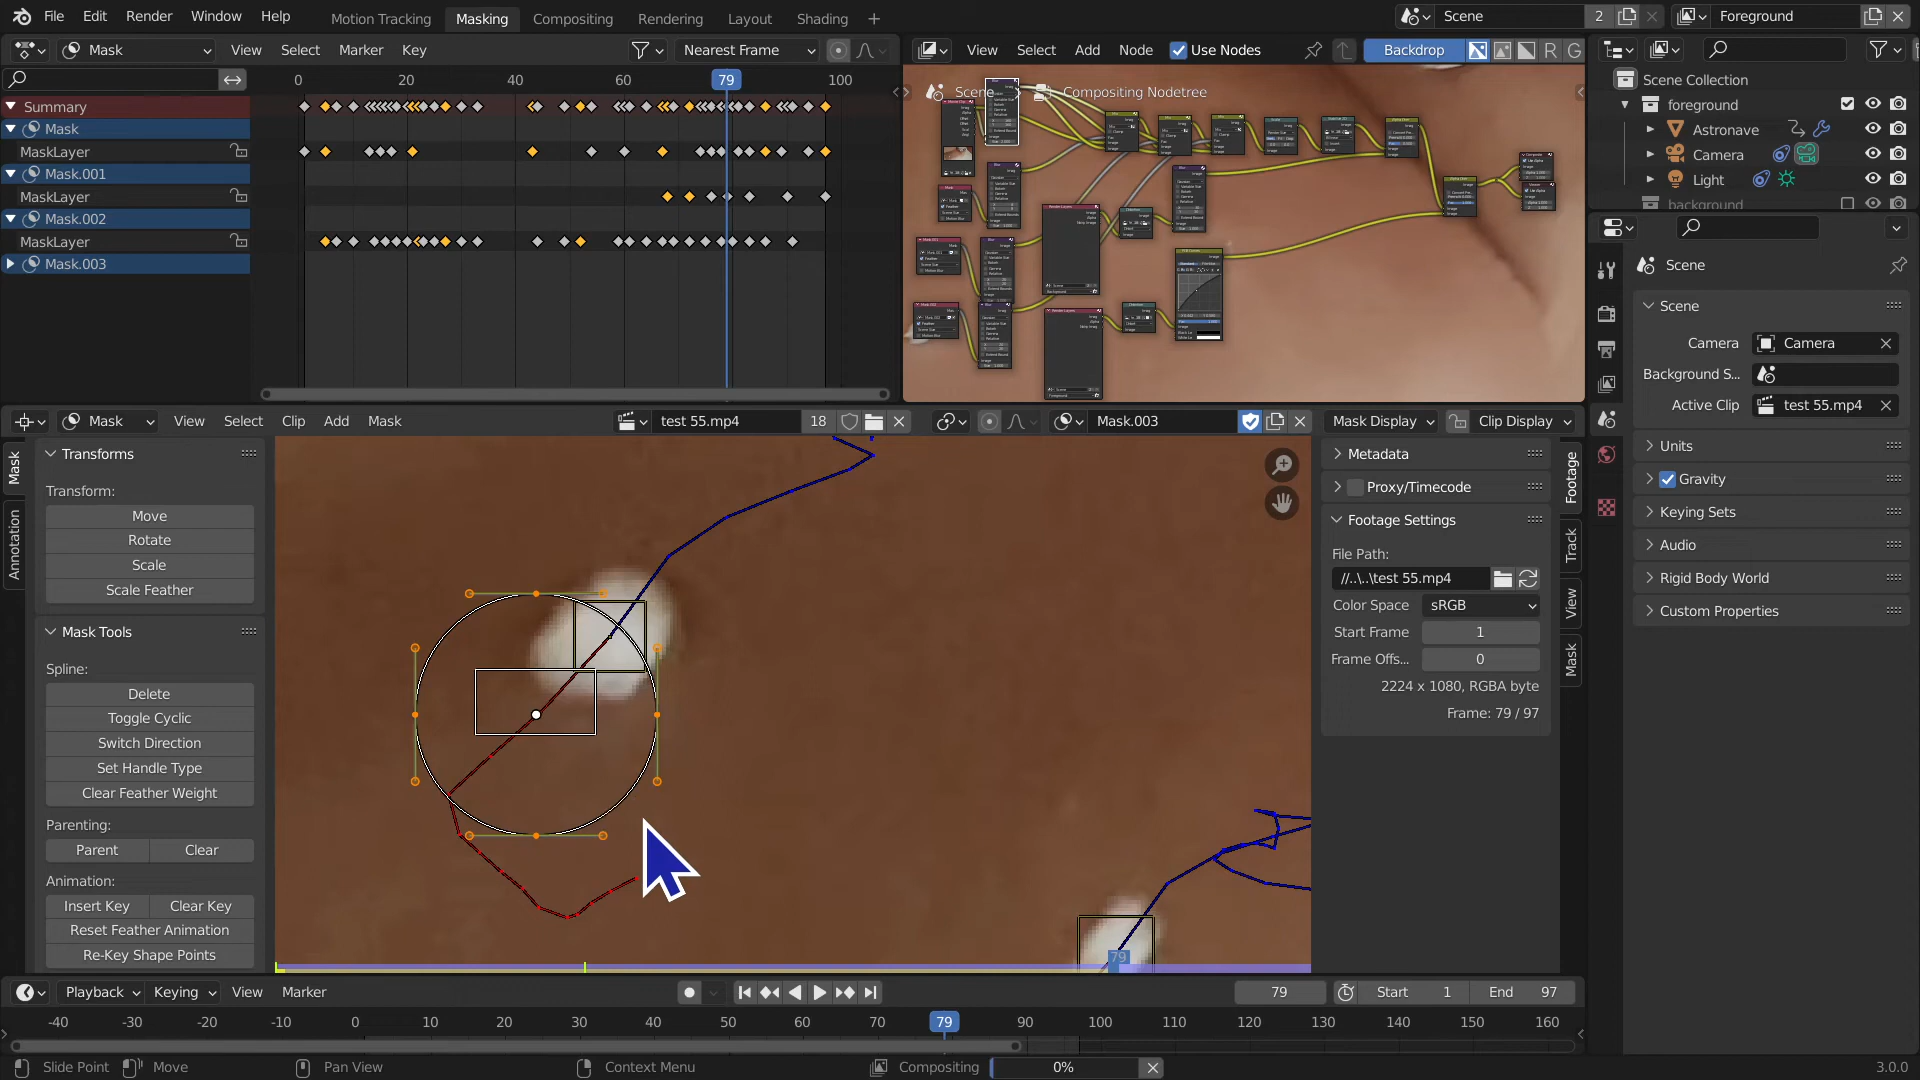 File Edit Render Window Help Motion Tracking Masking Compositing Rendering Layout Shading + Scene 2 Foreground
Mask View Select Marker Key Nearest Frame
View Select Add Node Use Nodes Backdrop R G
0 20 40 60 79 100
Summary
Mask
MaskLayer
Mask.001
MaskLayer
Mask.002
MaskLayer
Mask.003
Scene Compositing Nodetree
Scene Collection
foreground
Astronave
Camera
Light
background
Scene
Scene
Camera Camera
Background S...
Active Clip test 55.mp4
Units
Gravity
Keying Sets
Audio
Rigid Body World
Custom Properties
Mask View Select Clip Add Mask test 55.mp4 18 Mask.003 Mask Display Clip Display
Mask
Annotation
Transforms
Transform:
Move
Rotate
Scale
Scale Feather
Mask Tools
Spline:
Delete
Toggle Cyclic
Switch Direction
Set Handle Type
Clear Feather Weight
Parenting:
Parent Clear
Animation:
Insert Key Clear Key
Reset Feather Animation
Re-Key Shape Points
79
Metadata
Proxy/Timecode
Footage Settings
File Path:
//..\..\test 55.mp4
Color Space sRGB
Start Frame 1
Frame Offs... 0
2224 x 1080, RGBA byte
Frame: 79 / 97
Footage
Track
View
Mask
Playback Keying View Marker 79 Start 1 End 97
-40 -30 -20 -10 0 10 20 30 40 50 60 70 79 90 100 110 120 130 140 150 160
Slide Point Move Pan View Context Menu Compositing 0% 3.0.0